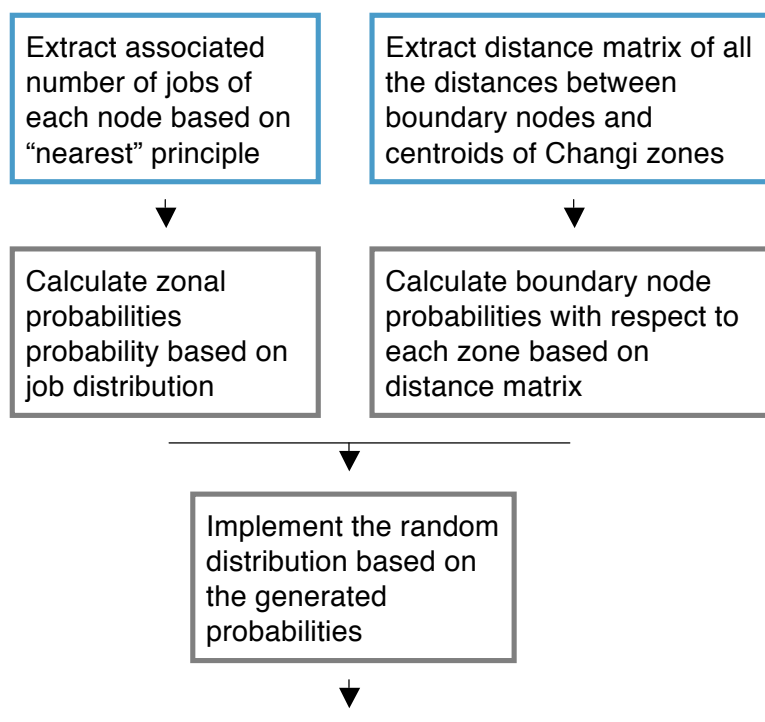 Extract associated
number of jobs of
each node based on
“nearest” principle
Extract distance matrix of all
the distances between
boundary nodes and
centroids of Changi zones
Calculate zonal
probabilities
probability based on
job distribution
Calculate boundary node
probabilities with respect to
each zone based on
distance matrix
Implement the random
distribution based on
the generated
probabilities